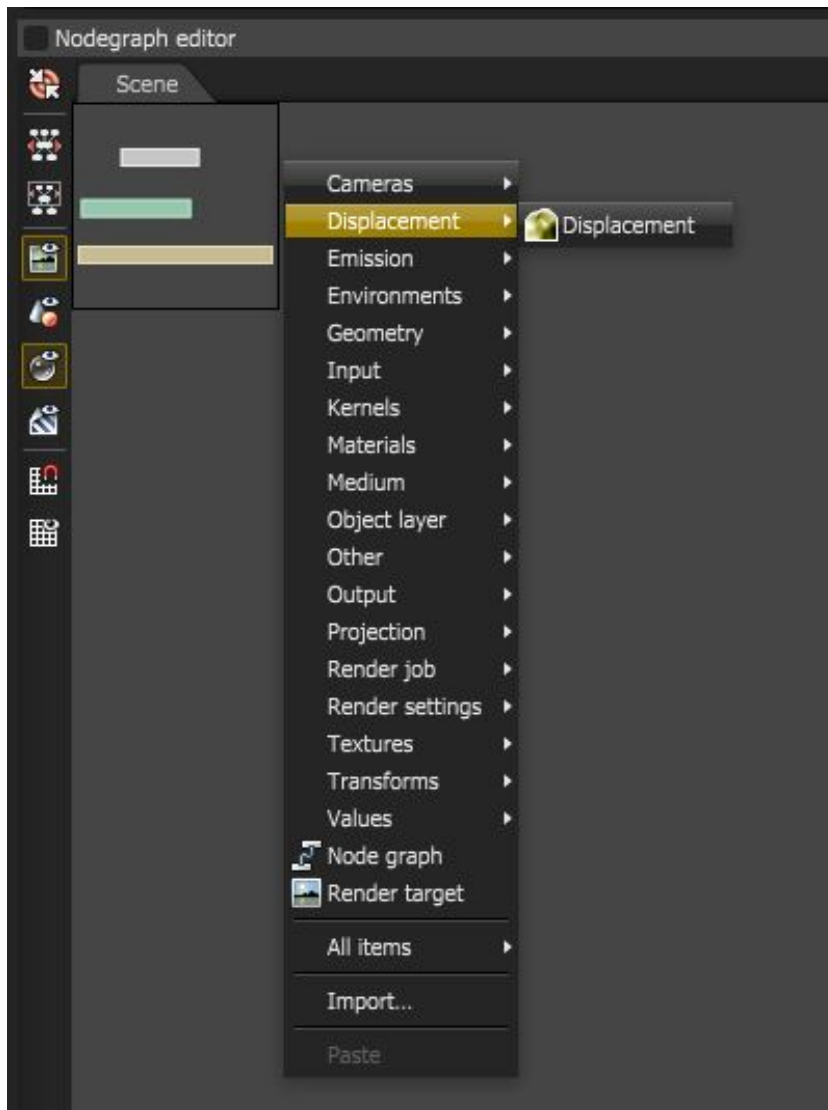 Nodegraph editor
Scene
Cameras
Displacement
Displacement
Emission
Environments
Geometry
Input
Kernels
Materials
Medium
Object layer
Other
Output
Projection
Render job
Render settings
Textures
Transforms
Values
Node graph
Render target
All items
Import...
Paste